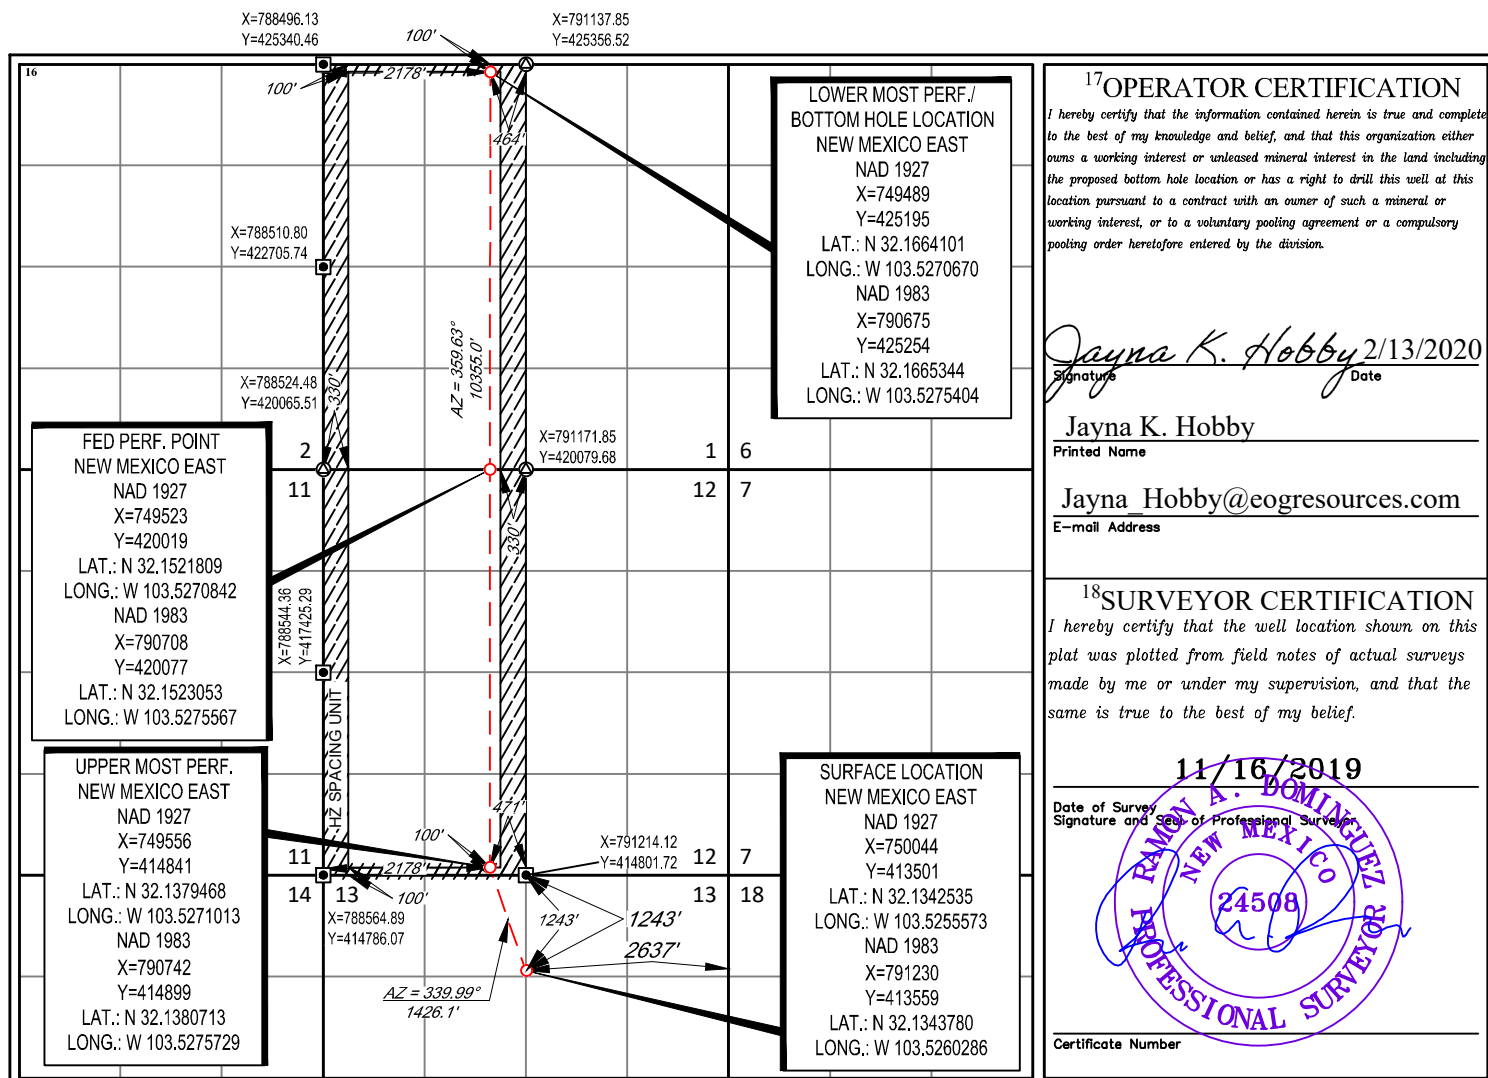 X=788496.13
Y=425340.46
X=791137.85
Y=425356.52
100'
16
2178'
100'
464'
LOWER MOST PERF./
BOTTOM HOLE LOCATION
NEW MEXICO EAST
NAD 1927
X=749489
Y=425195
LAT.: N 32.1664101
LONG.: W 103.5270670
NAD 1983
X=790675
Y=425254
LAT.: N 32.1665344
LONG.: W 103.5275404
X=788510.80
Y=422705.74
AZ = 359.63°
10355.0'
X=788524.48
Y=420065.51
330'
X=791171.85
Y=420079.68
2
1
6
11
12
7
330'
FED PERF. POINT
NEW MEXICO EAST
NAD 1927
X=749523
Y=420019
LAT.: N 32.1521809
LONG.: W 103.5270842
NAD 1983
X=790708
Y=420077
LAT.: N 32.1523053
LONG.: W 103.5275567
X=788544.36
Y=417425.29
HZ SPACING UNIT
UPPER MOST PERF.
NEW MEXICO EAST
NAD 1927
X=749556
Y=414841
LAT.: N 32.1379468
LONG.: W 103.5271013
NAD 1983
X=790742
Y=414899
LAT.: N 32.1380713
LONG.: W 103.5275729
471'
100'
X=791214.12
Y=414801.72
11
12
7
2178'
14
13
13
18
100'
X=788564.89
Y=414786.07
1243'
1243'
2637'
AZ = 339.99°
1426.1'
SURFACE LOCATION
NEW MEXICO EAST
NAD 1927
X=750044
Y=413501
LAT.: N 32.1342535
LONG.: W 103.5255573
NAD 1983
X=791230
Y=413559
LAT.: N 32.1343780
LONG.: W 103.5260286
17OPERATOR CERTIFICATION
I hereby certify that the information contained herein is true and complete
to the best of my knowledge and belief, and that this organization either
owns a working interest or unleased mineral interest in the land including
the proposed bottom hole location or has a right to drill this well at this
location pursuant to a contract with an owner of such a mineral or
working interest, or to a voluntary pooling agreement or a compulsory
pooling order heretofore entered by the division.
Jayna K. Hobby 2/13/2020
Signature Date
Jayna K. Hobby
Printed Name
Jayna_Hobby@eogresources.com
E-mail Address
18SURVEYOR CERTIFICATION
I hereby certify that the well location shown on this
plat was plotted from field notes of actual surveys
made by me or under my supervision, and that the
same is true to the best of my belief.
11/16/2019
Date of Survey
Signature and Seal of Professional Surveyor
RAMON A. DOMINGUEZ
NEW MEXICO
24508
PROFESSIONAL SURVEYOR
Certificate Number